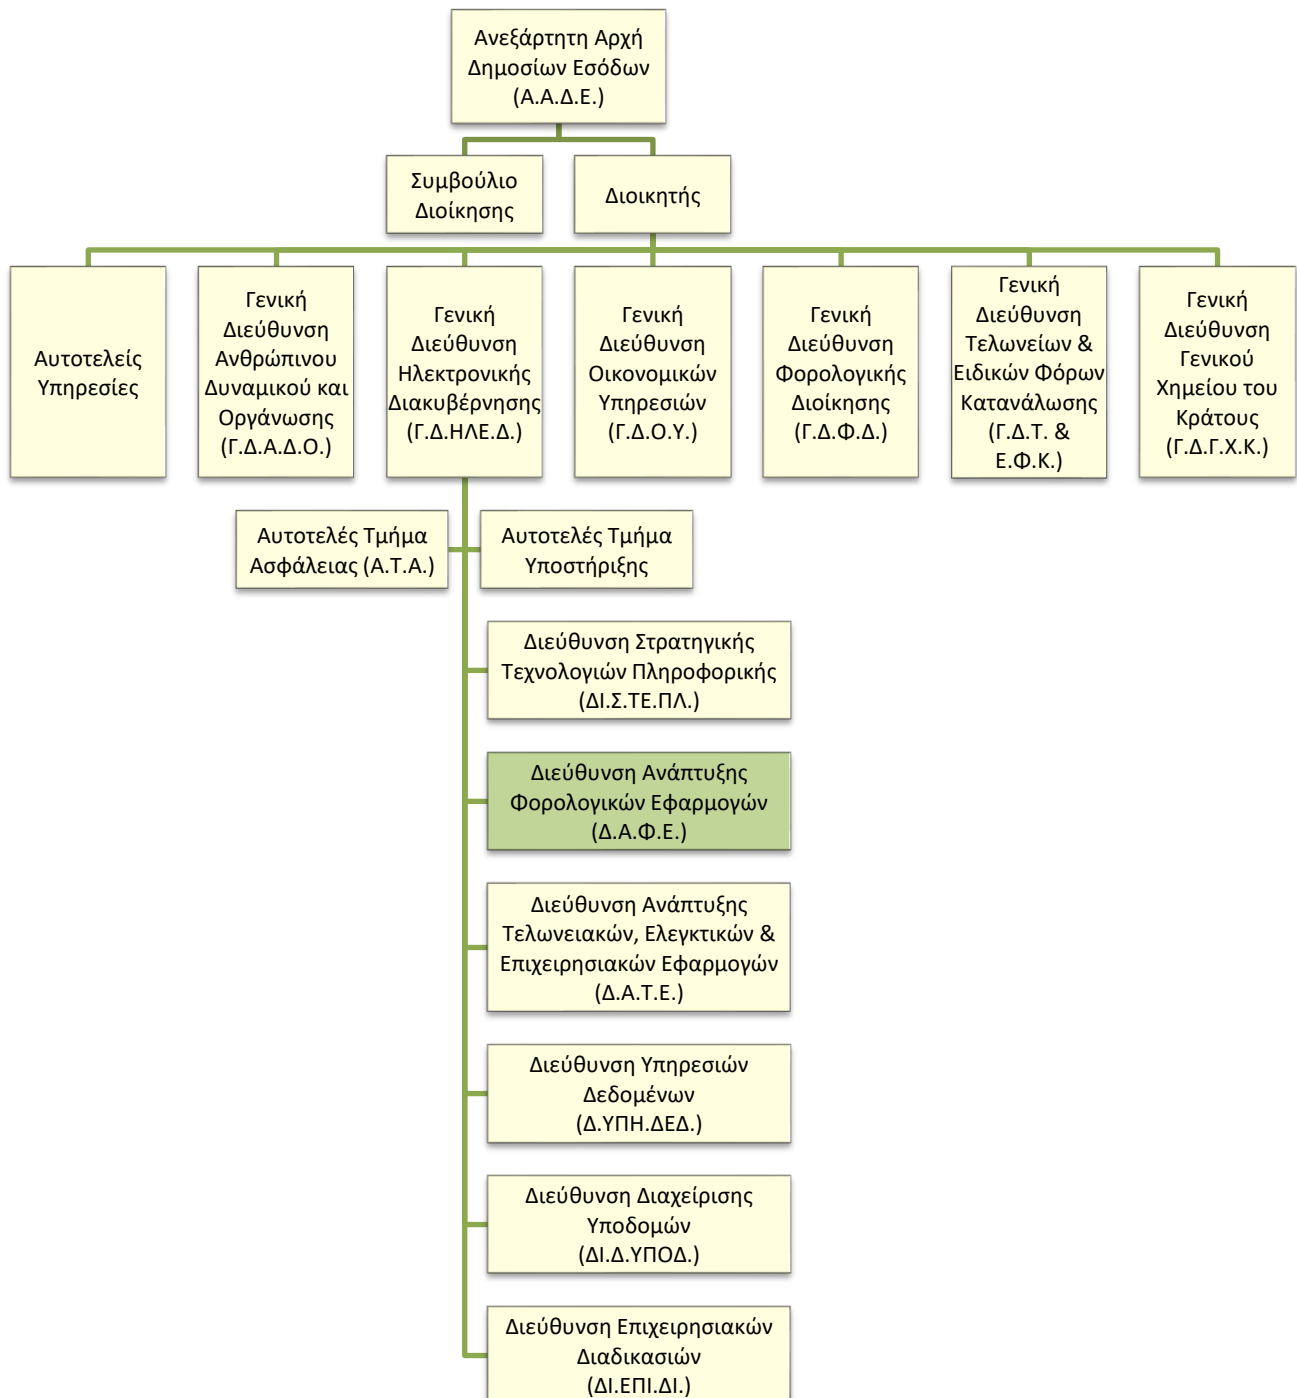 Ανεξάρτητη Αρχή
Δημοσίων Εσόδων
(Α.Α.Δ.Ε.)
Συμβούλιο
Διοίκησης
Διοικητής
Αυτοτελείς
Υπηρεσίες
Γενική
Διεύθυνση
Ανθρώπινου
Δυναμικού και
Οργάνωσης
(Γ.Δ.Α.Δ.Ο.)
Γενική
Διεύθυνση
Ηλεκτρονικής
Διακυβέρνησης
(Γ.Δ.ΗΛΕ.Δ.)
Γενική
Διεύθυνση
Οικονομικών
Υπηρεσιών
(Γ.Δ.Ο.Υ.)
Γενική
Διεύθυνση
Φορολογικής
Διοίκησης
(Γ.Δ.Φ.Δ.)
Γενική
Διεύθυνση
Τελωνείων &
Ειδικών Φόρων
Κατανάλωσης
(Γ.Δ.Τ. &
Ε.Φ.Κ.)
Γενική
Διεύθυνση
Γενικού
Χημείου του
Κράτους
(Γ.Δ.Γ.Χ.Κ.)
Αυτοτελές Τμήμα
Ασφάλειας (Α.Τ.Α.)
Αυτοτελές Τμήμα
Υποστήριξης
Διεύθυνση Στρατηγικής
Τεχνολογιών Πληροφορικής
(ΔΙ.Σ.ΤΕ.ΠΛ.)
Διεύθυνση Ανάπτυξης
Φορολογικών Εφαρμογών
(Δ.Α.Φ.Ε.)
Διεύθυνση Ανάπτυξης
Τελωνειακών, Ελεγκτικών &
Επιχειρησιακών Εφαρμογών
(Δ.Α.Τ.Ε.)
Διεύθυνση Υπηρεσιών
Δεδομένων
(Δ.ΥΠΗ.ΔΕΔ.)
Διεύθυνση Διαχείρισης
Υποδομών
(ΔΙ.Δ.ΥΠΟΔ.)
Διεύθυνση Επιχειρησιακών
Διαδικασιών
(ΔΙ.ΕΠΙ.ΔΙ.)